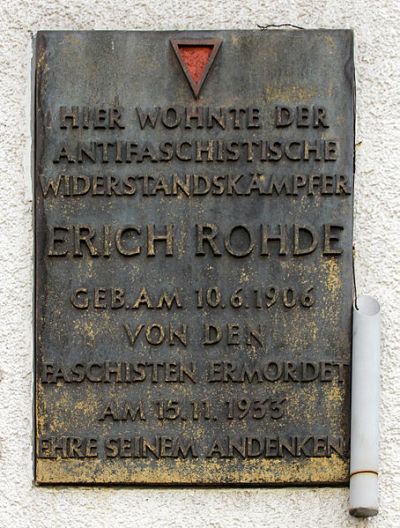 HIER WOHNTE DER
ANTIFASCHISTISCHE
WIDERSTANDSKÄMPFER
ERICH ROHDE
GEB. AM 10.6.1906
VON DEN
FASCHISTEN ERMORDET
AM 15.11.1933
EHRE SEINEM ANDENKEN